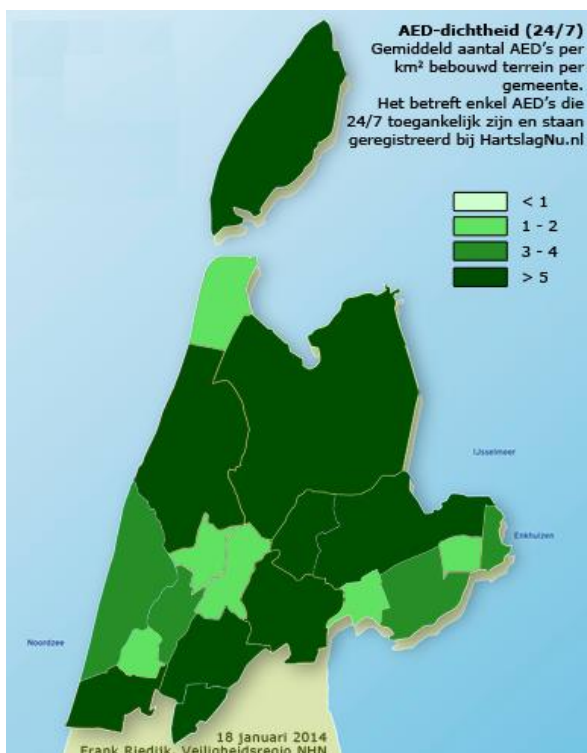 AED-dichtheid (24/7)
Gemiddeld aantal AED's per
km² bebouwd terrein per
gemeente.
Het betreft enkel AED's die
24/7 toegankelijk zijn en staan
geregistreerd bij HartslagNu.nl
< 1
1 - 2
3 - 4
> 5
IJsselmeer
Enkhuizen
Noordzee
18 januari 2014
Frank Riedijk, Veiligheidsregio NHN